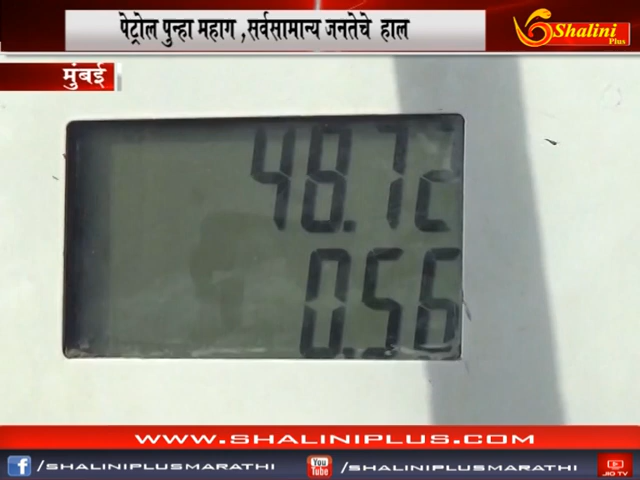 पेट्रोल पुन्हा महाग ,सर्वसामान्य जनतेचे हाल
Shalini
Plus
मुंबई
48.72
0.56
WWW.SHALINIPLUS.COM
/SHALINIPLUSMARATHI
You Tube
/SHALINIPLUSMARATHI
JIO TV